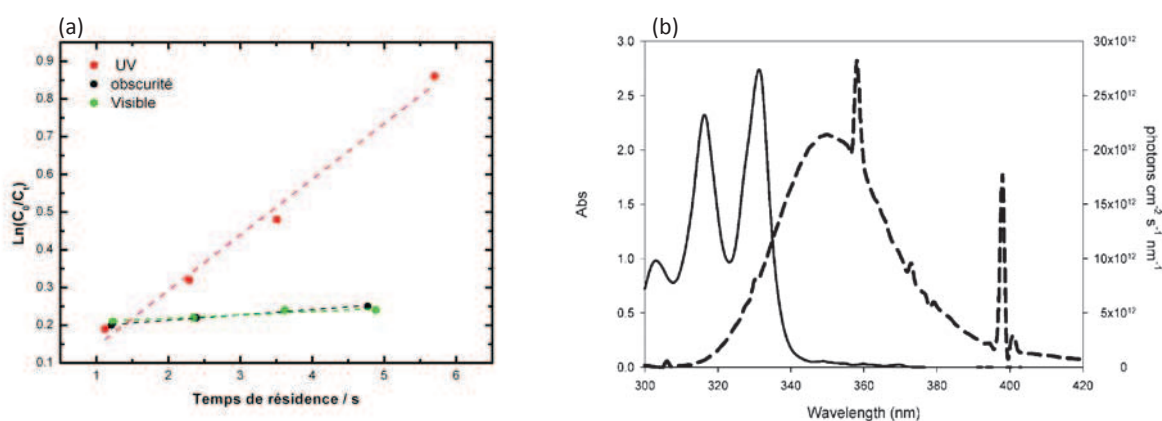 (a)
UV
obscurité
Visible
Ln(C₀/Cₜ)
0.9
0.8
0.7
0.6
0.5
0.4
0.3
0.2
0.1
1 2 3 4 5 6
Temps de résidence / s
(b)
Abs
3.0
2.5
2.0
1.5
1.0
0.5
0.0
30x10¹²
25x10¹²
20x10¹²
15x10¹²
10x10¹²
5x10¹²
0
photons cm⁻² s⁻¹ nm⁻¹
300 320 340 360 380 400 420
Wavelength (nm)